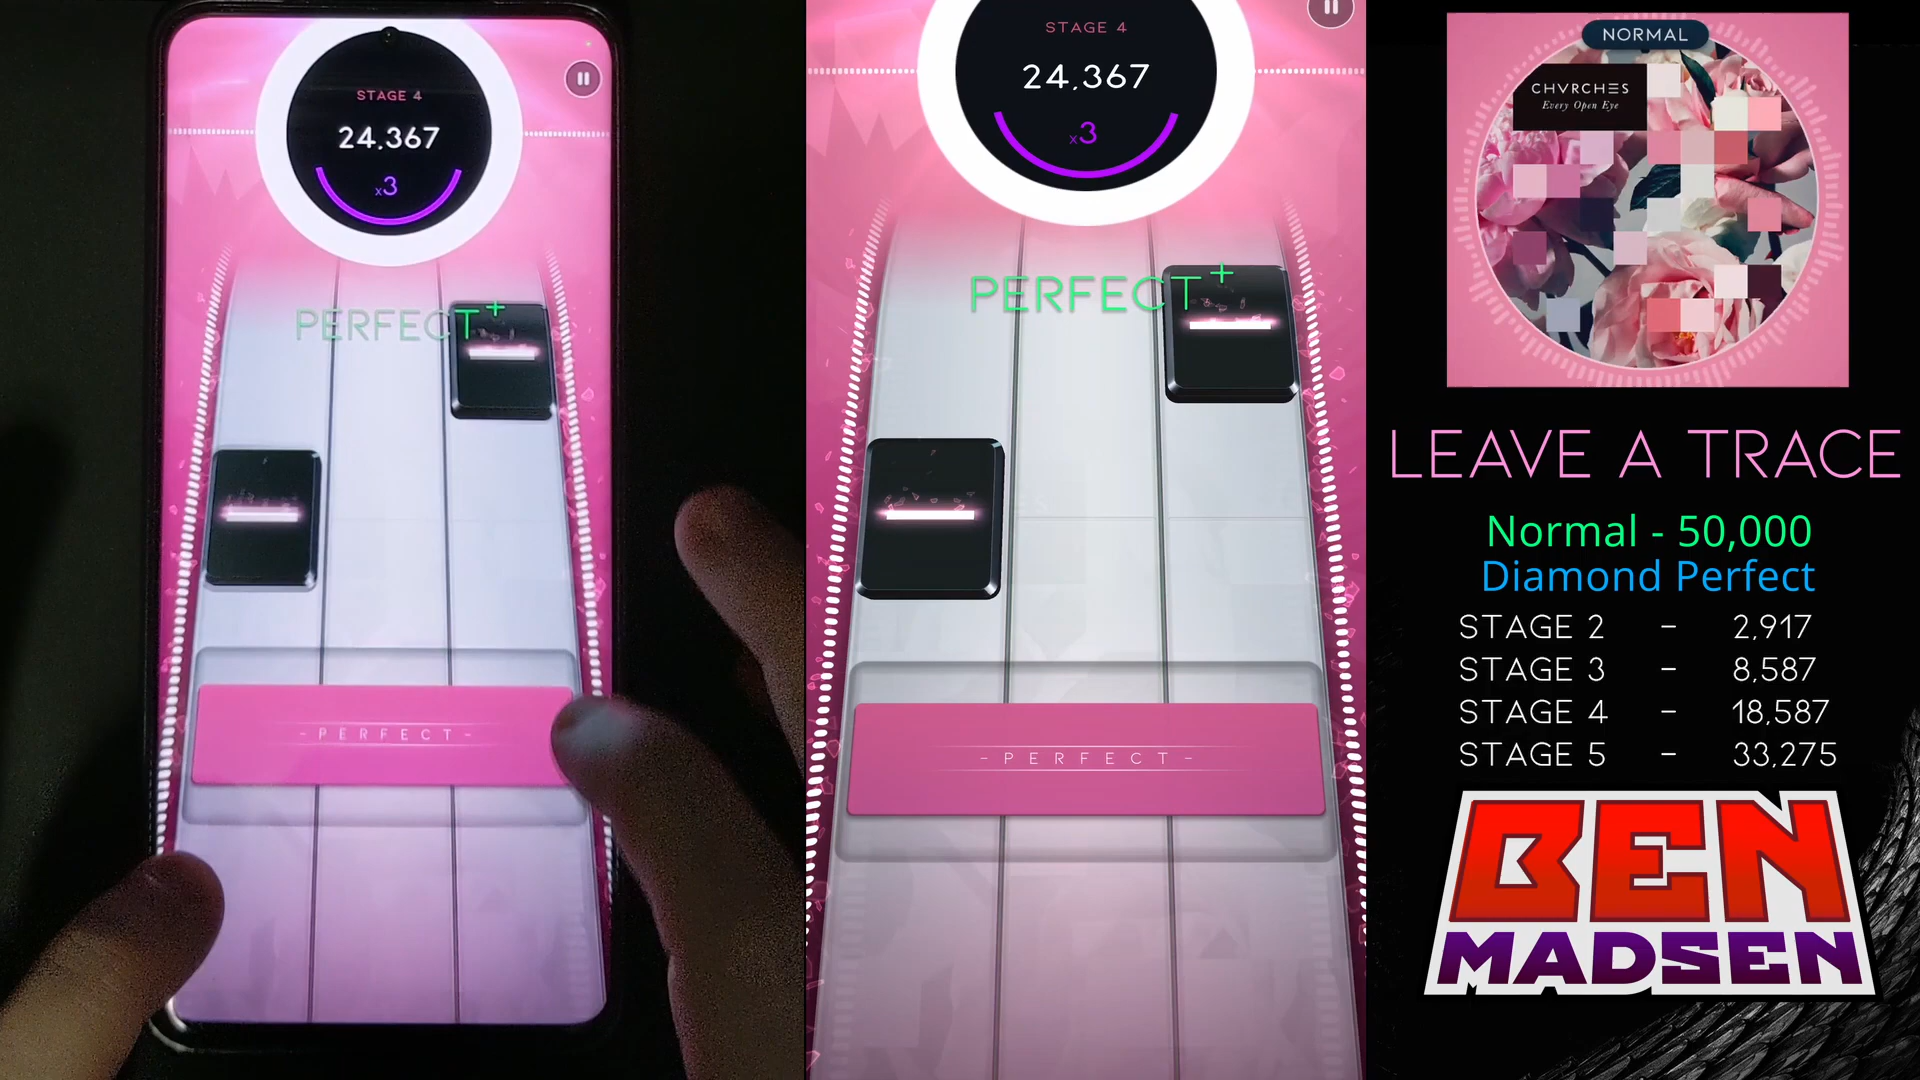 STAGE 4
24,367
x3
PERFECT+
-PERFECT-
STAGE 4
24,367
x3
PERFECT+
-PERFECT-
NORMAL
CHVRCHES
Every Open Eye
LEAVE A TRACE
Normal - 50,000
Diamond Perfect
STAGE 2 - 2,917
STAGE 3 - 8,587
STAGE 4 - 18,587
STAGE 5 - 33,275
BEN
MADSEN